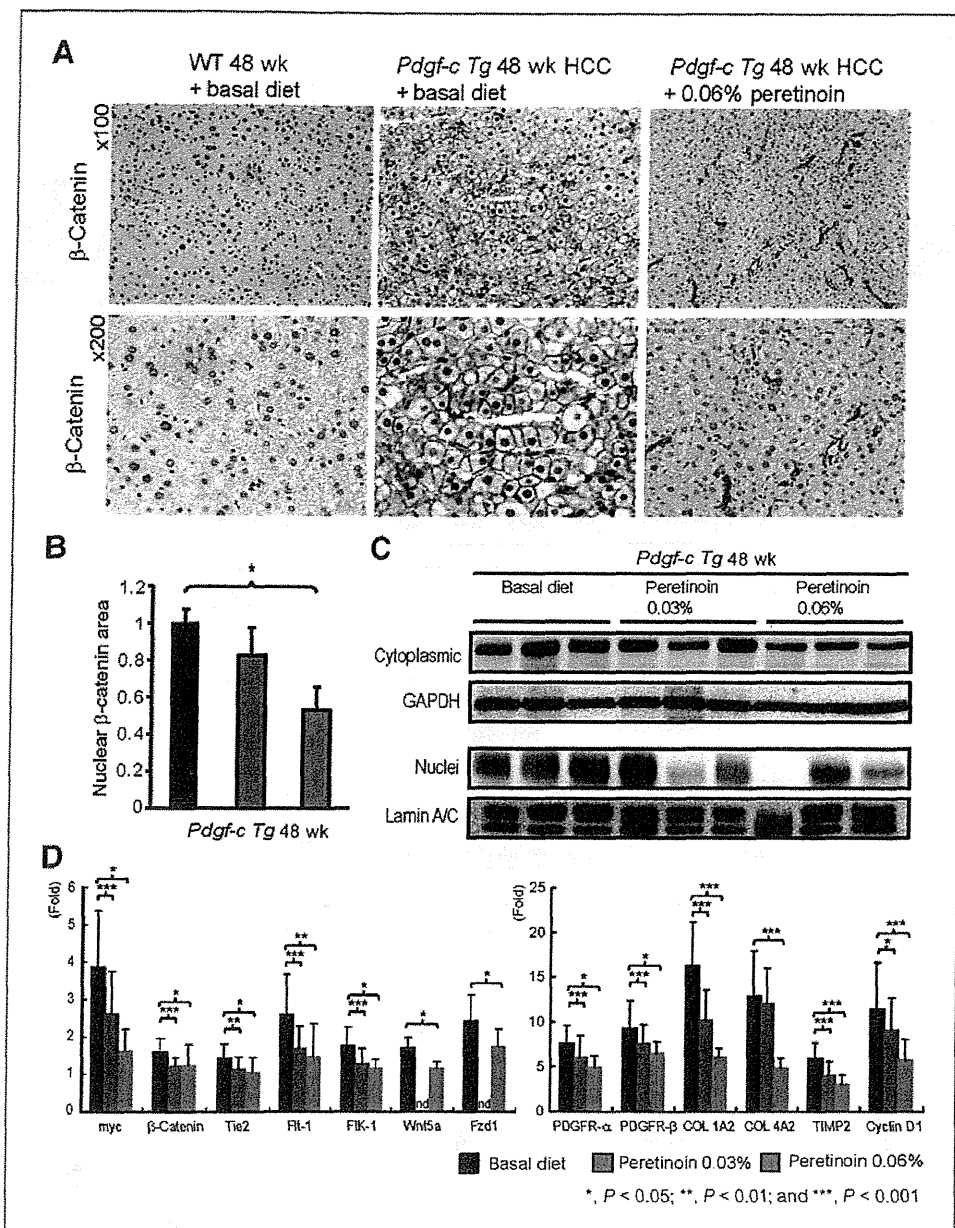 A
WT 48 wk
+ basal diet
Pdgf-c Tg 48 wk HCC
+ basal diet
Pdgf-c Tg 48 wk HCC
+ 0.06% peretinoin
x100
β-Catenin
x200
β-Catenin
B
*
Nuclear β-catenin area
1.2
1
0.8
0.6
0.4
0.2
0
Pdgf-c Tg 48 wk
C
Pdgf-c Tg 48 wk
Basal diet
Peretinoin
0.03%
Peretinoin
0.06%
Cytoplasmic
GAPDH
Nuclei
Lamin A/C
D
(Fold)
6
5
4
3
2
1
0
* *** * *** * ** ** *** * *** * *
nd nd
myc β-Catenin Tie2 Flt-1 FlK-1 Wnt5a Fzd1
(Fold)
25
20
15
10
5
0
* *** * *** *** *** *** *** *** *** *
PDGFR-α PDGFR-β COL 1A2 COL 4A2 TIMP2 Cyclin D1
Basal diet Peretinoin 0.03% Peretinoin 0.06%
*, P < 0.05; **, P < 0.01; and ***, P < 0.001